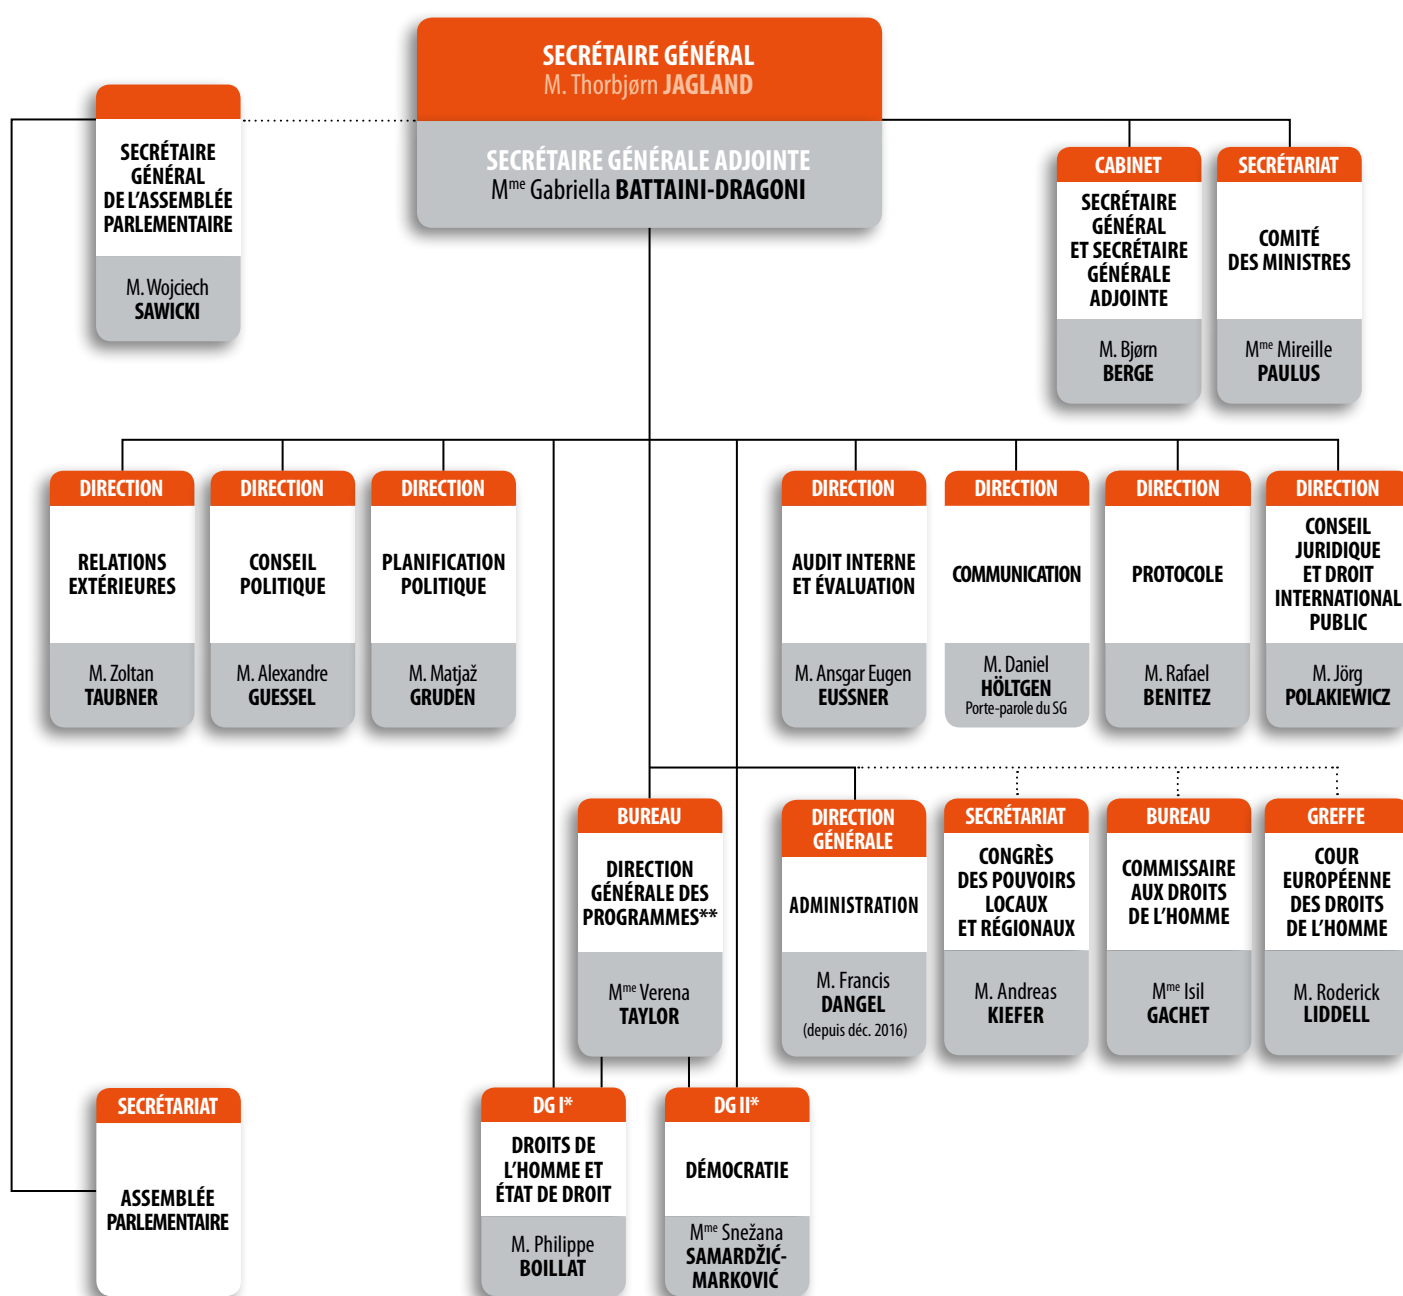 SECRÉTAIRE GÉNÉRAL
M. Thorbjørn JAGLAND
SECRÉTAIRE GÉNÉRALE ADJOINTE
Mme Gabriella BATTAINI-DRAGONI
SECRÉTAIRE
GÉNÉRAL
DE L'ASSEMBLÉE
PARLEMENTAIRE
M. Wojciech
SAWICKI
CABINET
SECRÉTAIRE
GÉNÉRAL
ET SECRÉTAIRE
GÉNÉRALE
ADJOINTE
M. Bjørn
BERGE
SECRÉTARIAT
COMITÉ
DES MINISTRES
Mme Mireille
PAULUS
DIRECTION
RELATIONS
EXTÉRIEURES
M. Zoltan
TAUBNER
DIRECTION
CONSEIL
POLITIQUE
M. Alexandre
GUESSEL
DIRECTION
PLANIFICATION
POLITIQUE
M. Matjaž
GRUDEN
DIRECTION
AUDIT INTERNE
ET ÉVALUATION
M. Ansgar Eugen
EUSSNER
DIRECTION
COMMUNICATION
M. Daniel
HÖLTGEN
Porte-parole du SG
DIRECTION
PROTOCOLE
M. Rafael
BENITEZ
DIRECTION
CONSEIL
JURIDIQUE
ET DROIT
INTERNATIONAL
PUBLIC
M. Jörg
POLAKIEWICZ
BUREAU
DIRECTION
GÉNÉRALE DES
PROGRAMMES**
Mme Verena
TAYLOR
DIRECTION
GÉNÉRALE
ADMINISTRATION
M. Francis
DANGEL
(depuis déc. 2016)
SECRÉTARIAT
CONGRÈS
DES POUVOIRS
LOCAUX
ET RÉGIONAUX
M. Andreas
KIEFER
BUREAU
COMMISSAIRE
AUX DROITS
DE L'HOMME
Mme Isil
GACHET
GREFFE
COUR
EUROPÉENNE
DES DROITS
DE L'HOMME
M. Roderick
LIDDELL
SECRÉTARIAT
ASSEMBLÉE
PARLEMENTAIRE
DG I*
DROITS DE
L'HOMME ET
ÉTAT DE DROIT
M. Philippe
BOILLAT
DG II*
DÉMOCRATIE
Mme Snežana
SAMARDŽIĆ-
MARKOVIĆ